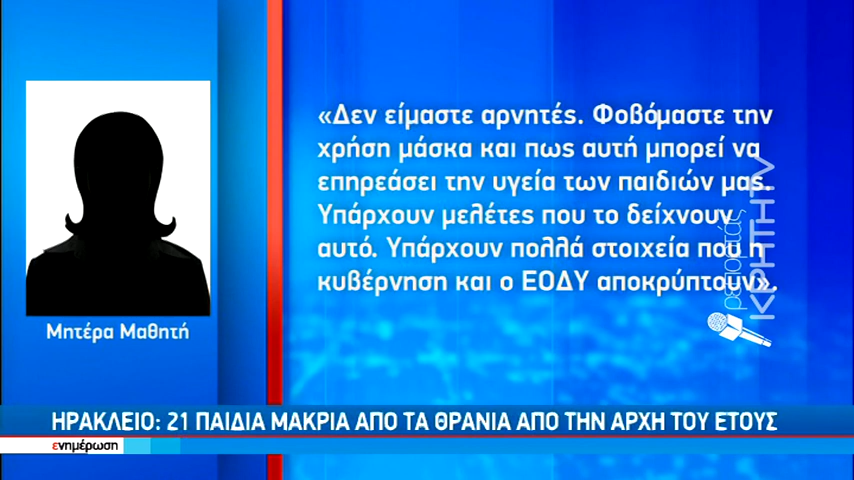 «Δεν είμαστε αρνητές. Φοβόμαστε την
χρήση μάσκα και πως αυτή μπορεί να
επηρεάσει την υγεία των παιδιών μας.
Υπάρχουν μελέτες που το δείχνουν
αυτό. Υπάρχουν πολλά στοιχεία που η
κυβέρνηση και ο ΕΟΔΥ αποκρύπτουν».
Μητέρα Μαθητή
ρεπορτάζ
ΚΡΗΤΗ TV
ΗΡΑΚΛΕΙΟ: 21 ΠΑΙΔΙΑ ΜΑΚΡΙΑ ΑΠΟ ΤΑ ΘΡΑΝΙΑ ΑΠΟ ΤΗΝ ΑΡΧΗ ΤΟΥ ΕΤΟΥΣ
ενημέρωση